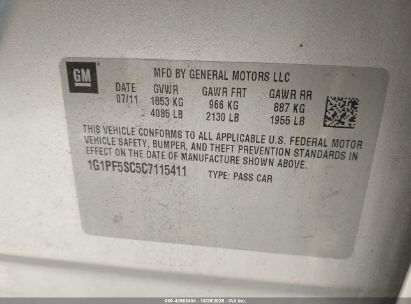 GM
MFD BY GENERAL MOTORS LLC
DATE GVWR GAWR FRT GAWR RR
07/11 1853 KG 966 KG 887 KG
4085 LB 2130 LB 1955 LB
THIS VEHICLE CONFORMS TO ALL APPLICABLE U.S. FEDERAL MOTOR
VEHICLE SAFETY, BUMPER, AND THEFT PREVENTION STANDARDS IN
EFFECT ON THE DATE OF MANUFACTURE SHOWN ABOVE.
1G1PF5SC5C7115411 TYPE: PASS CAR